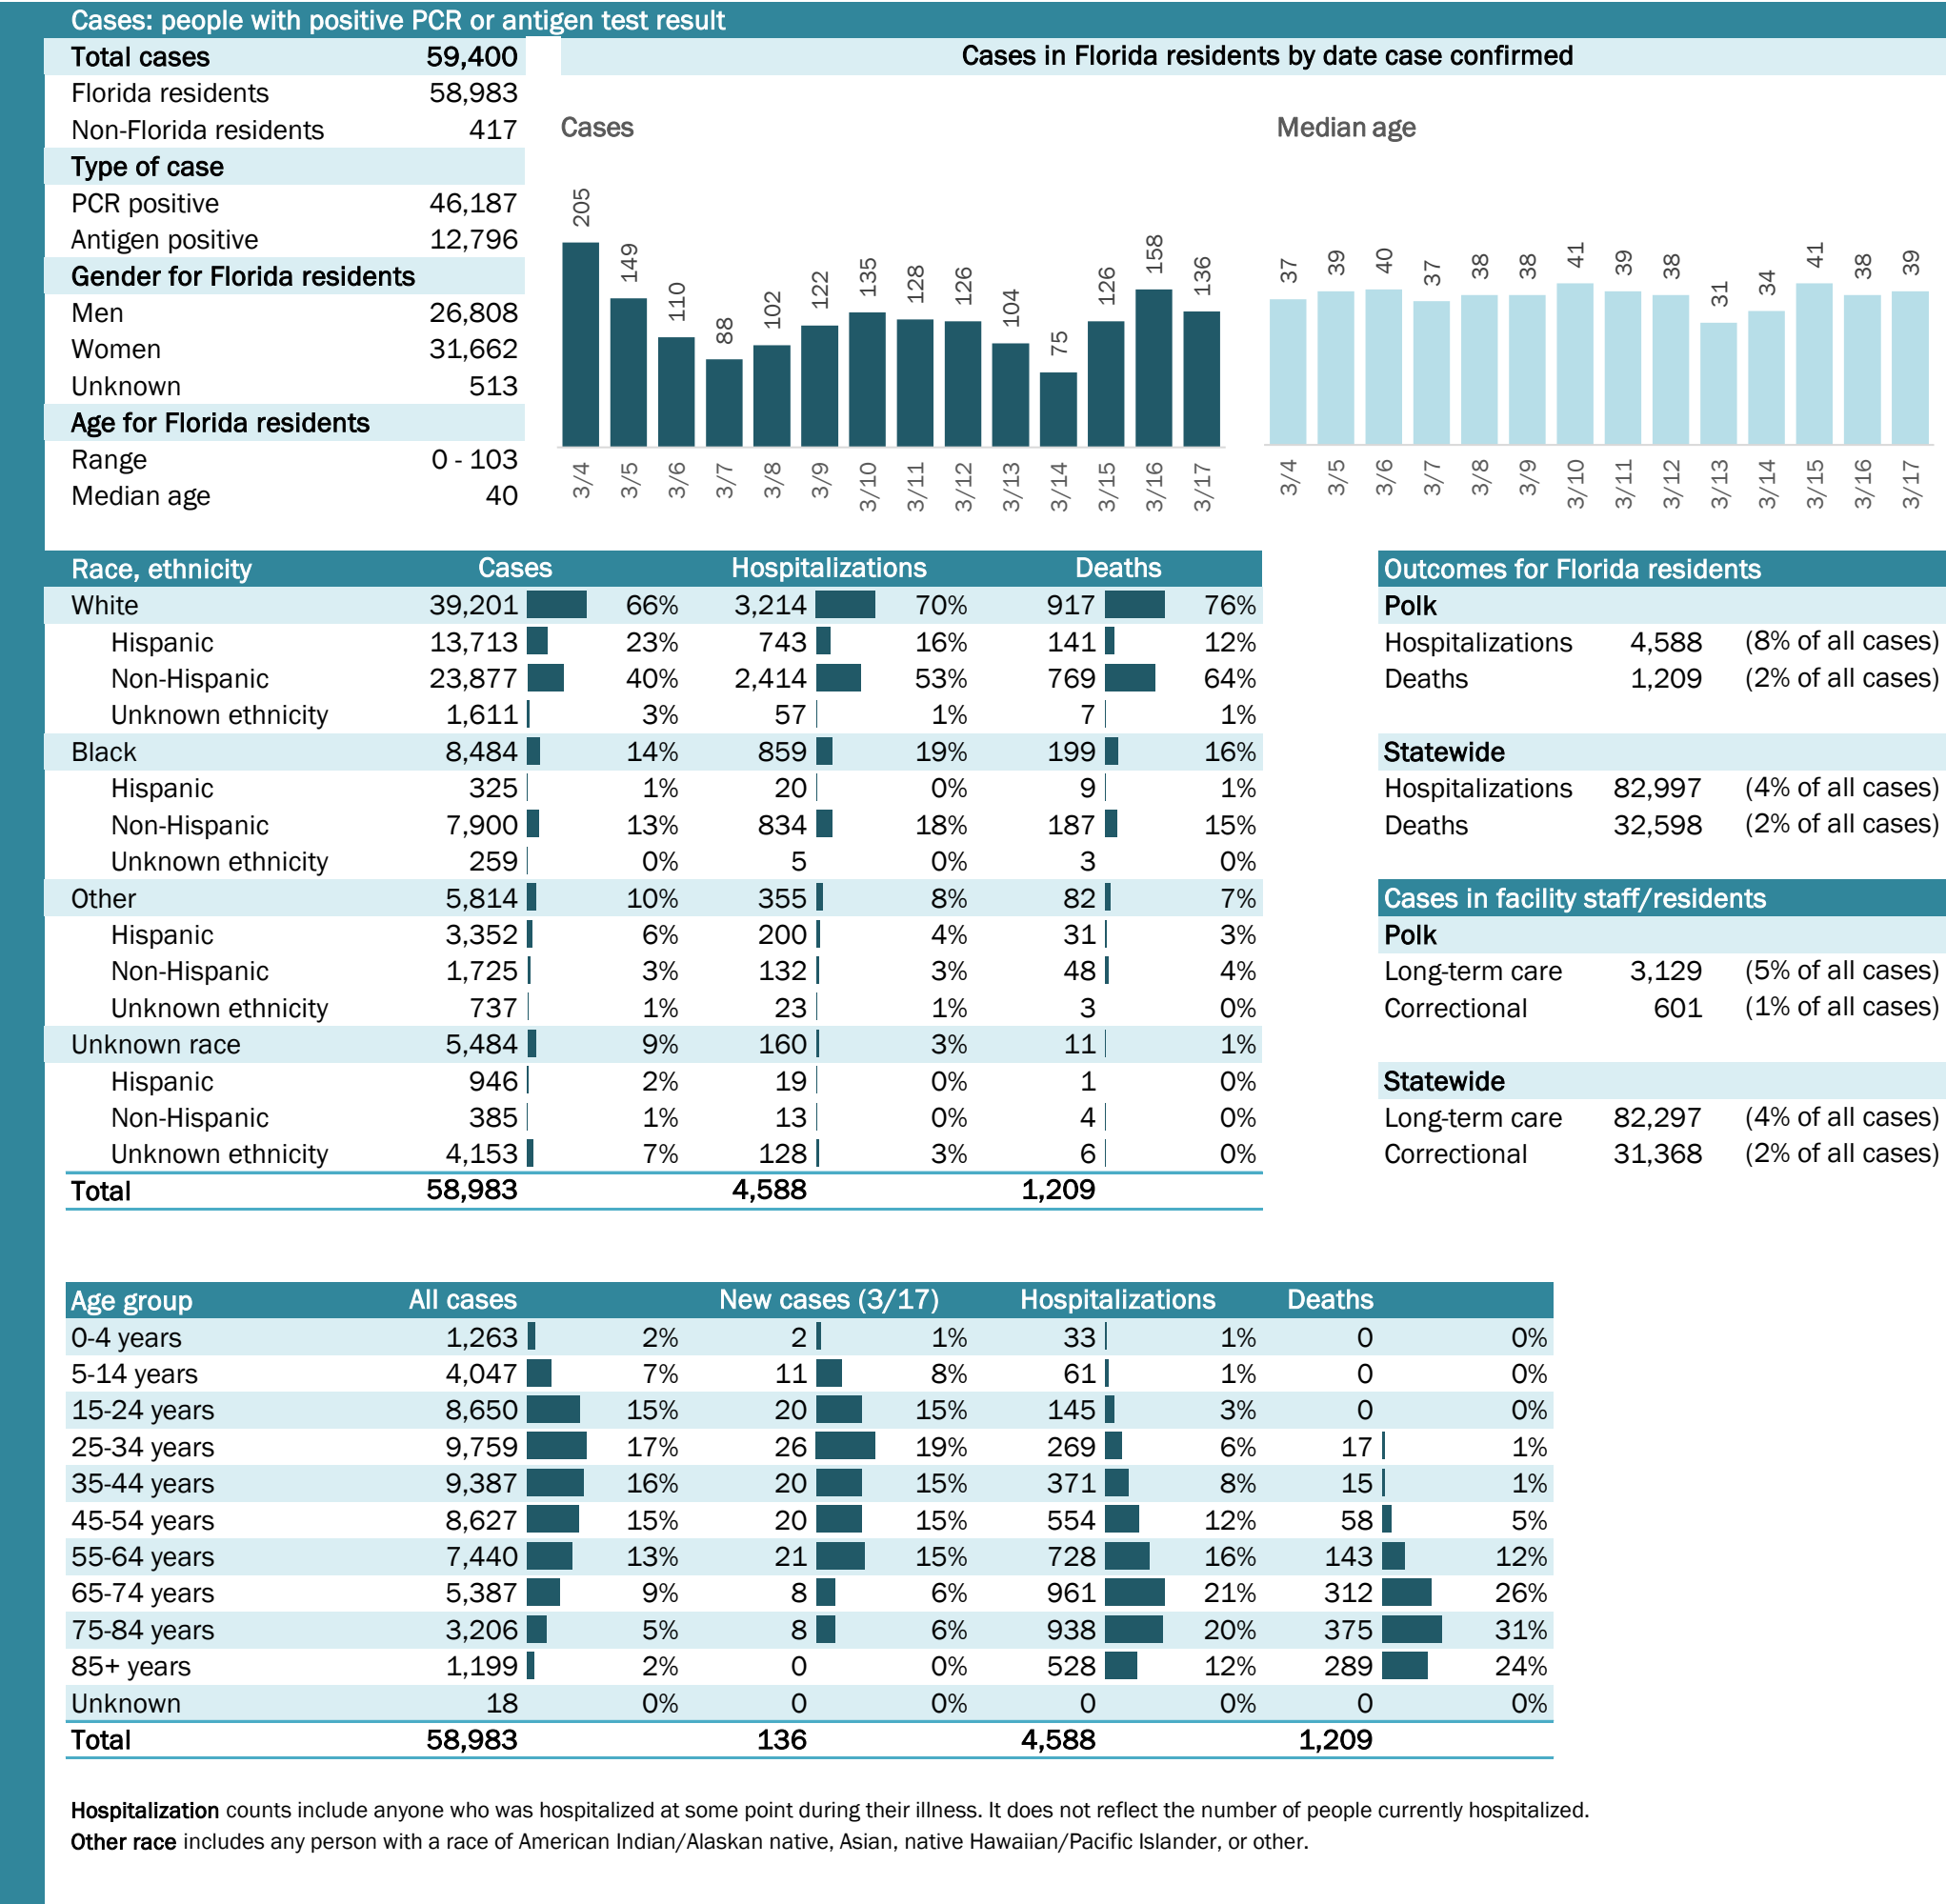 Cases: people with positive PCR or antigen test result
Total cases 59,400
Florida residents 58,983
Non-Florida residents 417
Type of case
PCR positive 46,187
Antigen positive 12,796
Gender for Florida residents
Men 26,808
Women 31,662
Unknown 513
Age for Florida residents
Range 0 - 103
Median age 40
Cases in Florida residents by date case confirmed
Cases
205 149 110 88 102 122 135 128 126 104 75 126 158 136
3/4 3/5 3/6 3/7 3/8 3/9 3/10 3/11 3/12 3/13 3/14 3/15 3/16 3/17
Median age
37 39 40 37 38 38 41 39 38 31 34 41 38 39
3/4 3/5 3/6 3/7 3/8 3/9 3/10 3/11 3/12 3/13 3/14 3/15 3/16 3/17
Race, ethnicity Cases Hospitalizations Deaths
White 39,201 66% 3,214 70% 917 76%
Hispanic 13,713 23% 743 16% 141 12%
Non-Hispanic 23,877 40% 2,414 53% 769 64%
Unknown ethnicity 1,611 3% 57 1% 7 1%
Black 8,484 14% 859 19% 199 16%
Hispanic 325 1% 20 0% 9 1%
Non-Hispanic 7,900 13% 834 18% 187 15%
Unknown ethnicity 259 0% 5 0% 3 0%
Other 5,814 10% 355 8% 82 7%
Hispanic 3,352 6% 200 4% 31 3%
Non-Hispanic 1,725 3% 132 3% 48 4%
Unknown ethnicity 737 1% 23 1% 3 0%
Unknown race 5,484 9% 160 3% 11 1%
Hispanic 946 2% 19 0% 1 0%
Non-Hispanic 385 1% 13 0% 4 0%
Unknown ethnicity 4,153 7% 128 3% 6 0%
Total 58,983 4,588 1,209
Outcomes for Florida residents
Polk
Hospitalizations 4,588 (8% of all cases)
Deaths 1,209 (2% of all cases)
Statewide
Hospitalizations 82,997 (4% of all cases)
Deaths 32,598 (2% of all cases)
Cases in facility staff/residents
Polk
Long-term care 3,129 (5% of all cases)
Correctional 601 (1% of all cases)
Statewide
Long-term care 82,297 (4% of all cases)
Correctional 31,368 (2% of all cases)
Age group All cases New cases (3/17) Hospitalizations Deaths
0-4 years 1,263 2% 2 1% 33 1% 0 0%
5-14 years 4,047 7% 11 8% 61 1% 0 0%
15-24 years 8,650 15% 20 15% 145 3% 0 0%
25-34 years 9,759 17% 26 19% 269 6% 17 1%
35-44 years 9,387 16% 20 15% 371 8% 15 1%
45-54 years 8,627 15% 20 15% 554 12% 58 5%
55-64 years 7,440 13% 21 15% 728 16% 143 12%
65-74 years 5,387 9% 8 6% 961 21% 312 26%
75-84 years 3,206 5% 8 6% 938 20% 375 31%
85+ years 1,199 2% 0 0% 528 12% 289 24%
Unknown 18 0% 0 0% 0 0% 0 0%
Total 58,983 136 4,588 1,209
Hospitalization counts include anyone who was hospitalized at some point during their illness. It does not reflect the number of people currently hospitalized.
Other race includes any person with a race of American Indian/Alaskan native, Asian, native Hawaiian/Pacific Islander, or other.